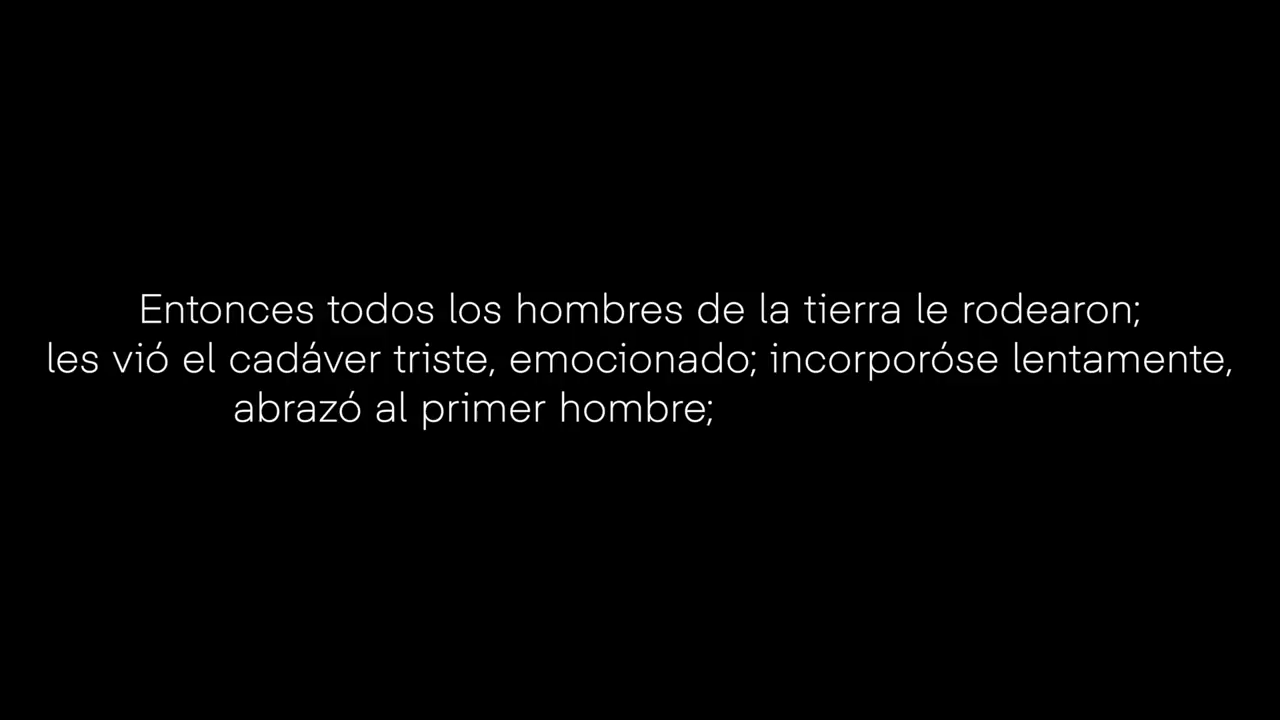 Entonces todos los hombres de la tierra le rodearon;
les vió el cadáver triste, emocionado; incorporóse lentamente,
abrazó al primer hombre;